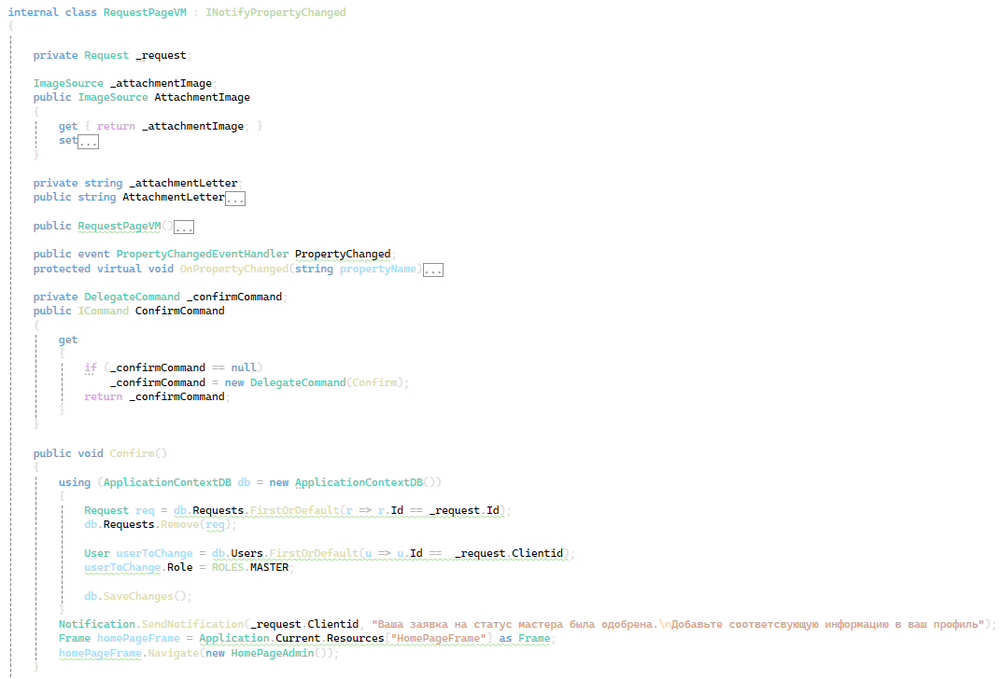 internal class RequestPageVM : INotifyPropertyChanged
{
private Request _request;
ImageSource _attachmentImage;
public ImageSource AttachmentImage
{
get { return _attachmentImage; }
set...
}
private string _attachmentLetter;
public string AttachmentLetter...
public RequestPageVM()...
public event PropertyChangedEventHandler PropertyChanged;
protected virtual void OnPropertyChanged(string propertyName)...
private DelegateCommand _confirmCommand;
public ICommand ConfirmCommand
{
get
{
if (_confirmCommand == null)
_confirmCommand = new DelegateCommand(Confirm);
return _confirmCommand;
}
}
public void Confirm()
{
using (ApplicationContextDB db = new ApplicationContextDB())
{
Request req = db.Requests.FirstOrDefault(r => r.Id == _request.Id);
db.Requests.Remove(req);
User userToChange = db.Users.FirstOrDefault(u => u.Id == _request.Clientid);
userToChange.Role = ROLES.MASTER;
db.SaveChanges();
}
Notification.SendNotification(_request.Clientid, "Ваша заявка на статус мастера была одобрена.\nДобавьте соответсвующую информацию в ваш профиль");
Frame homePageFrame = Application.Current.Resources["HomePageFrame"] as Frame;
homePageFrame.Navigate(new HomePageAdmin());
}